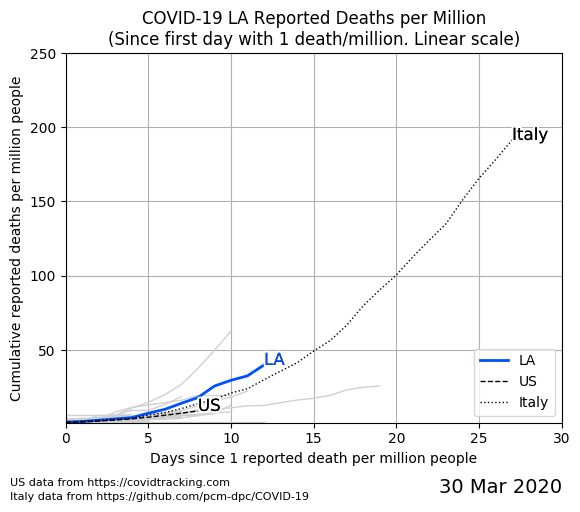 COVID-19 LA Reported Deaths per Million
(Since first day with 1 death/million. Linear scale)
Cumulative reported deaths per million people
250
200
150
100
50
Italy
LA
US
LA
US
Italy
0 5 10 15 20 25 30
Days since 1 reported death per million people
US data from https://covidtracking.com
Italy data from https://github.com/pcm-dpc/COVID-19
30 Mar 2020